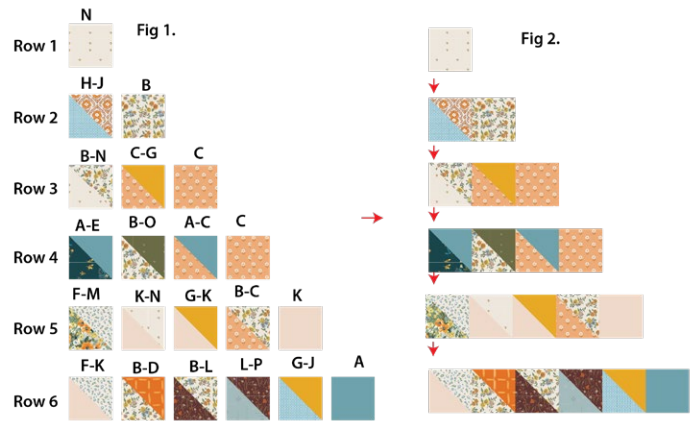 N
Fig 1.
Fig 2.
Row 1
H-J B
Row 2
B-N C-G C
Row 3
A-E B-O A-C C
Row 4
F-M K-N G-K B-C K
Row 5
F-K B-D B-L L-P G-J A
Row 6